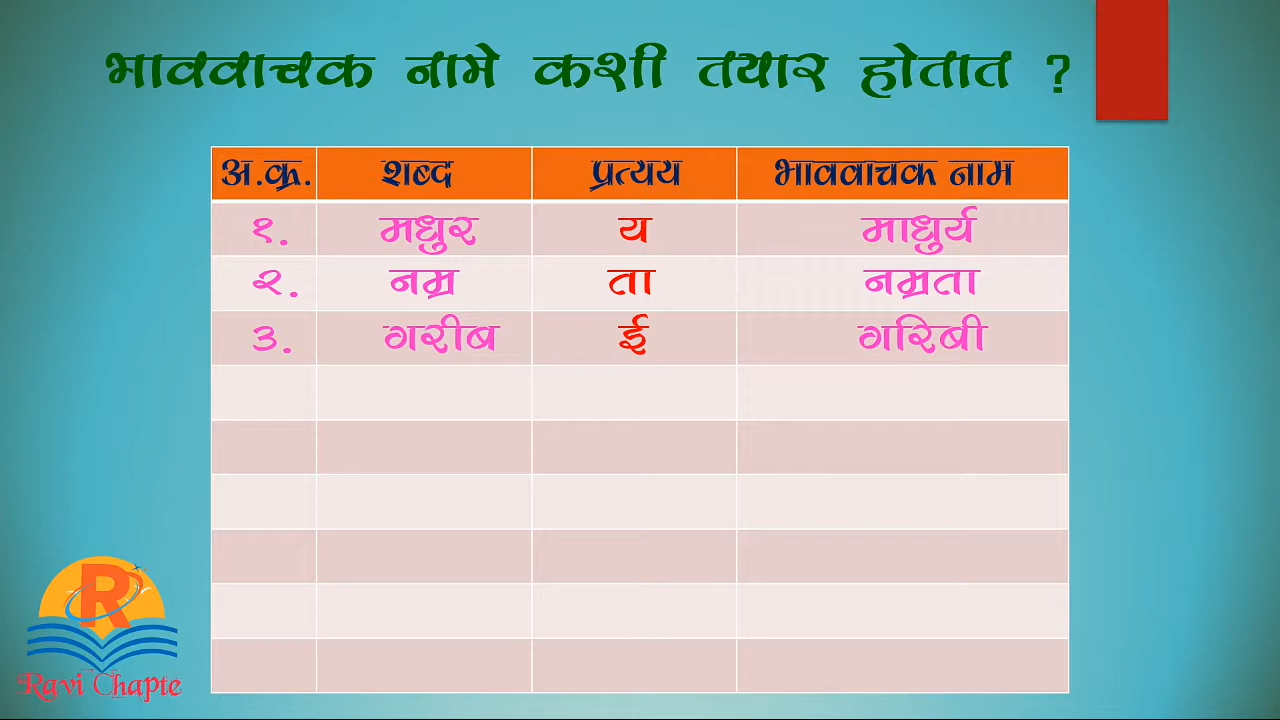 भाववाचक नामे कशी तयार होतात ?
अ.क्र. शब्द प्रत्यय भाववाचक नाम
१. मधुर य माधुर्य
२. नम्र ता नम्रता
३. गरीब ई गरिबी
R
Ravi Chapte